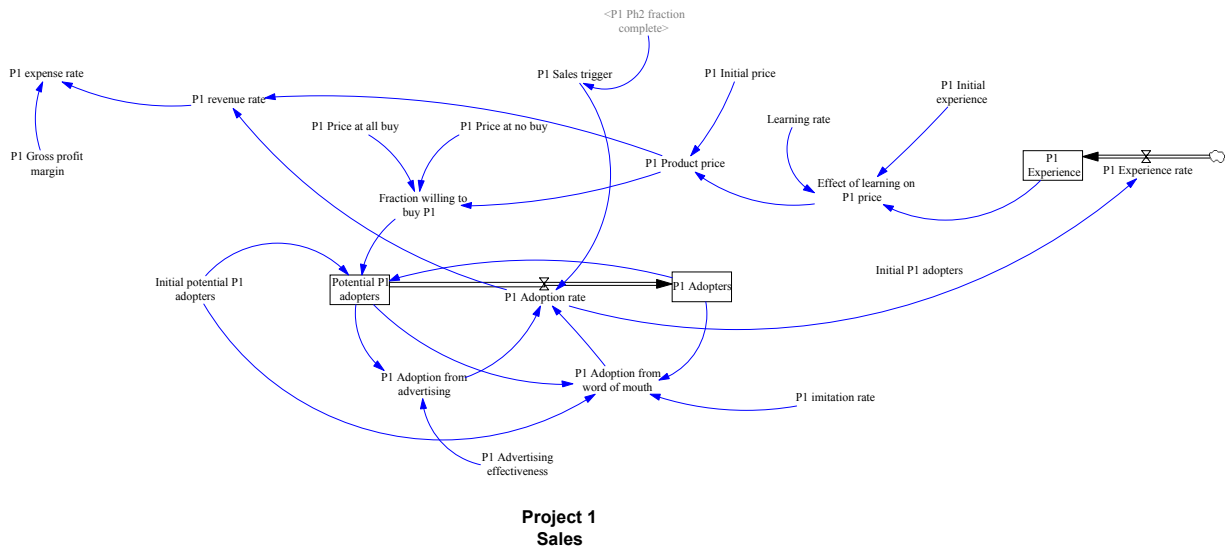 <P1 Ph2 fraction
complete>
P1 expense rate
P1 Sales trigger
P1 Initial price
P1 Initial
experience
P1 revenue rate
Learning rate
P1 Price at all buy
P1 Price at no buy
P1 Gross profit
margin
P1 Product price
P1
Experience
P1 Experience rate
Effect of learning on
P1 price
Fraction willing to
buy P1
Initial potential P1
adopters
Potential P1
adopters
P1 Adoption rate
P1 Adopters
Initial P1 adopters
P1 Adoption from
advertising
P1 Adoption from
word of mouth
P1 imitation rate
P1 Advertising
effectiveness
Project 1
Sales